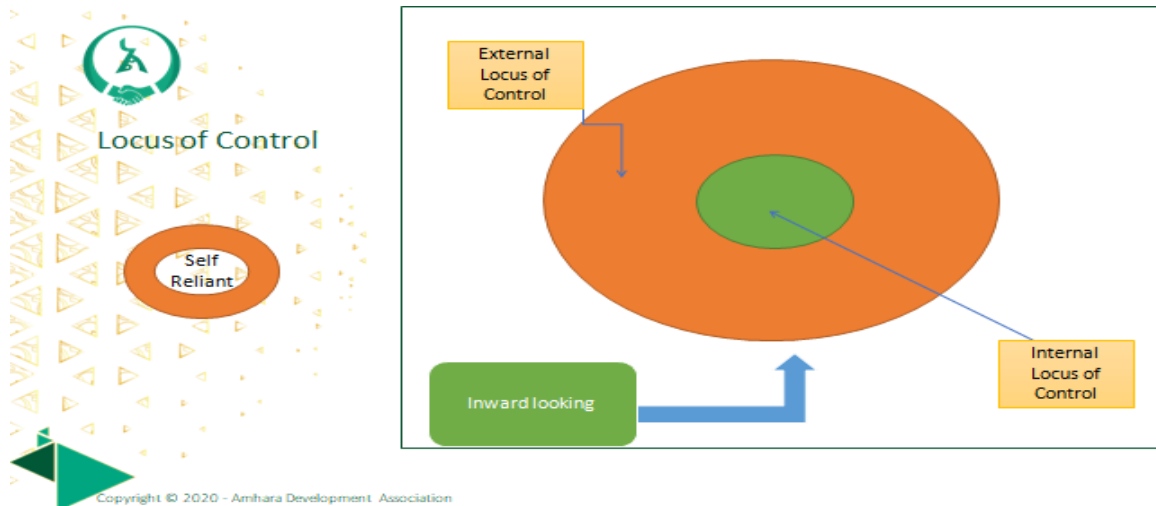 Locus of Control
Self
Reliant
External
Locus of
Control
Internal
Locus of
Control
Inward looking
Copyright © 2020 - Amhara Development Association